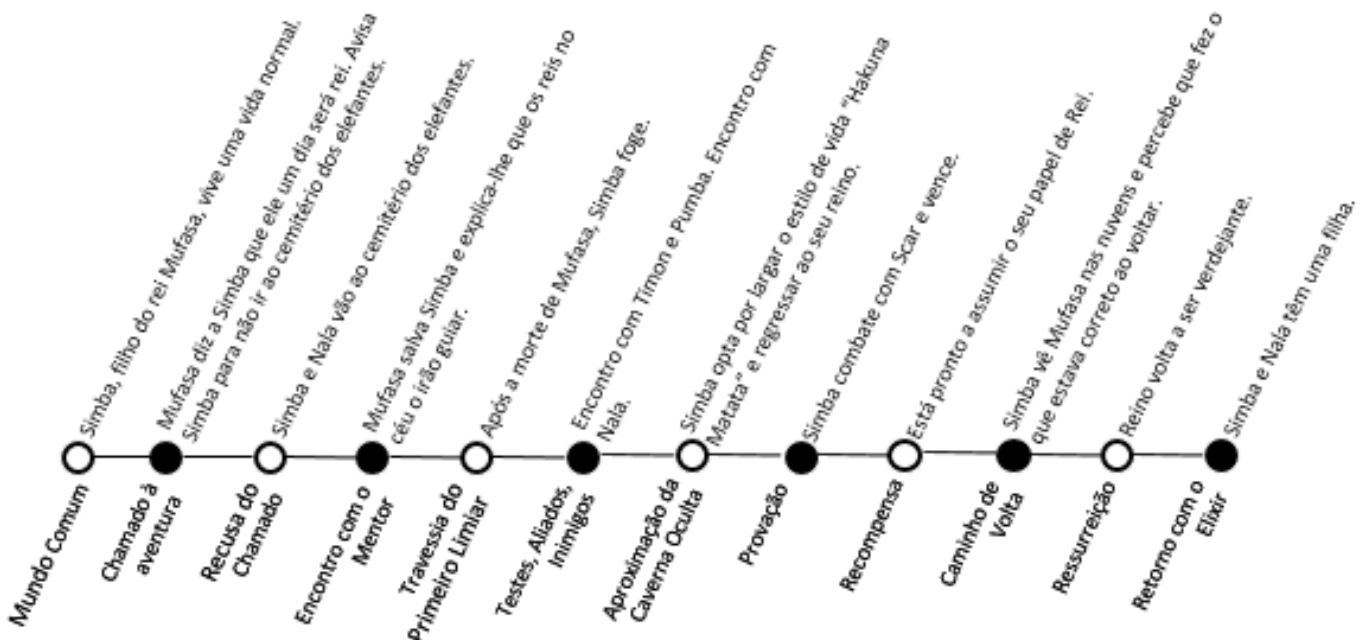 Simba, filho do rei Mufasa, vive uma vida normal.
Mundo Comum
Mufasa diz a Simba que ele um dia será rei. Avisa
Simba para não ir ao cemitério dos elefantes.
Chamado à
aventura
Simba e Nala vão ao cemitério dos elefantes.
Recusa do
Chamado
Mufasa salva Simba e explica-lhe que os reis no
céu o irão guiar.
Encontro com o
Mentor
Após a morte de Mufasa, Simba foge.
Travessia do
Primeiro Limiar
Encontro com Timon e Pumba. Encontro com
Nala.
Testes, Aliados,
Inimigos
Simba opta por largar o estilo de vida “Hakuna
Matata” e regressar ao seu reino.
Aproximação da
Caverna Oculta
Simba combate com Scar e vence.
Provação
Está pronto a assumir o seu papel de Rei.
Recompensa
Simba vê Mufasa nas nuvens e percebe que fez o
que estava correto ao voltar.
Caminho de
Volta
Reino volta a ser verdejante.
Ressurreição
Simba e Nala têm uma filha.
Retorno com o
Elixir